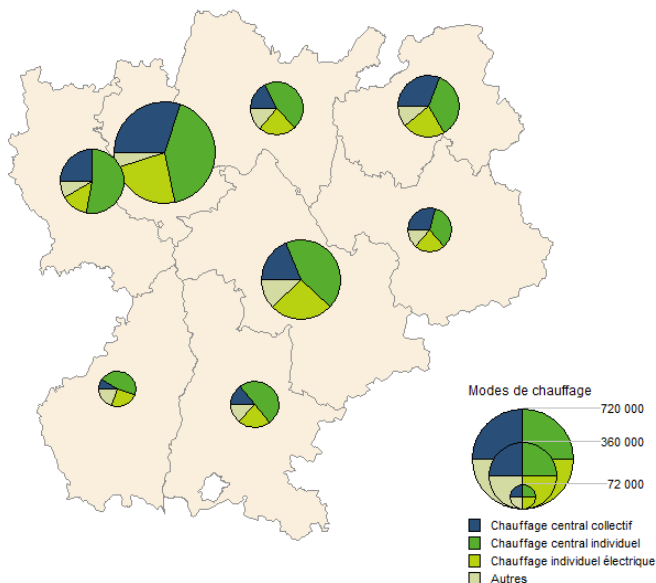 Modes de chauffage
720 000
360 000
72 000
Chauffage central collectif
Chauffage central individuel
Chauffage individuel électrique
Autres